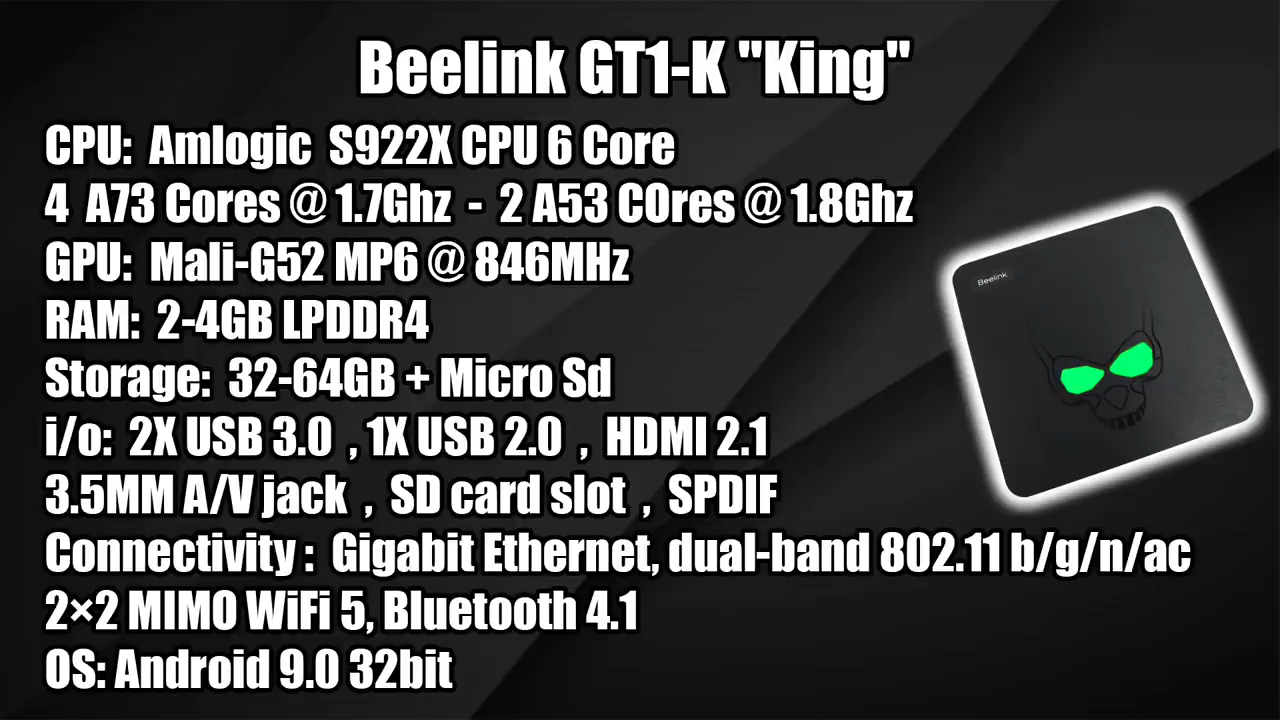 Beelink GT1-K "King"
CPU: Amlogic S922X CPU 6 Core
4 A73 Cores @ 1.7Ghz - 2 A53 C0res @ 1.8Ghz
GPU: Mali-G52 MP6 @ 846MHz
RAM: 2-4GB LPDDR4
Storage: 32-64GB + Micro Sd
i/o: 2X USB 3.0 , 1X USB 2.0 , HDMI 2.1
3.5MM A/V jack , SD card slot , SPDIF
Connectivity : Gigabit Ethernet, dual-band 802.11 b/g/n/ac
2×2 MIMO WiFi 5, Bluetooth 4.1
OS: Android 9.0 32bit
Beelink